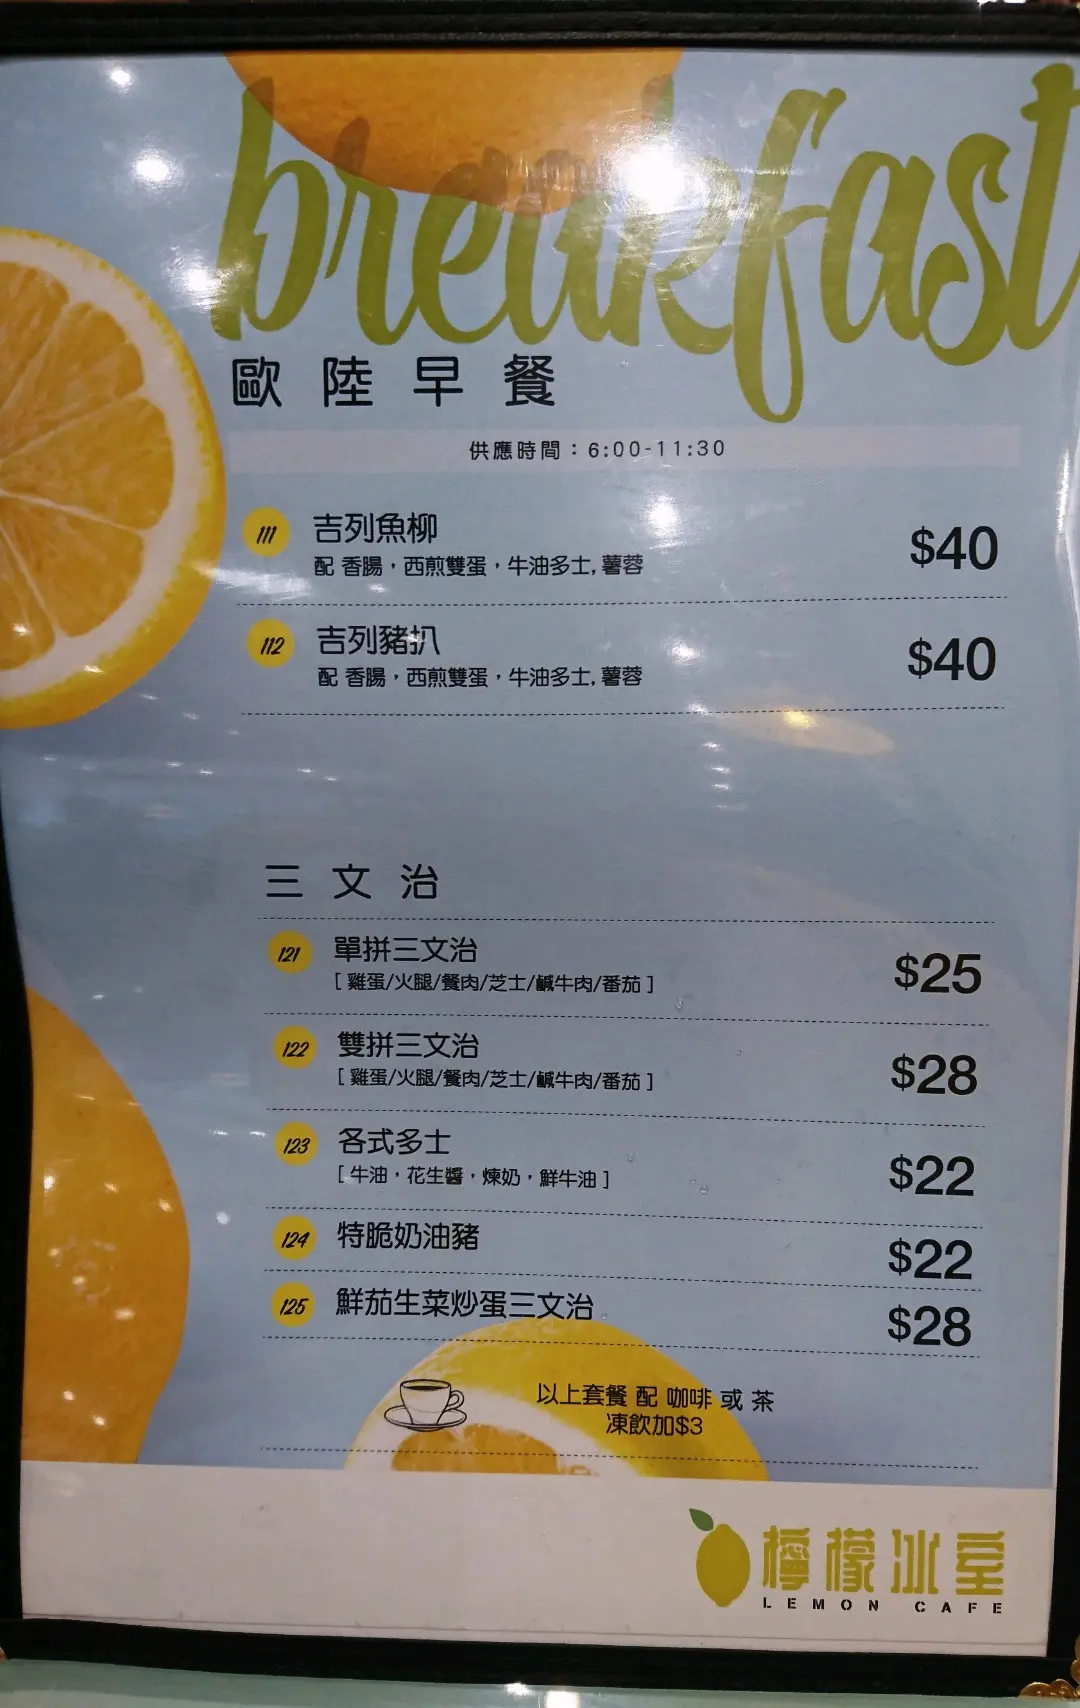 breakfast
歐陸早餐
供應時間：6:00-11:30
111 吉列魚柳 $40
配 香腸，西煎雙蛋，牛油多士, 薯蓉
112 吉列豬扒 $40
配 香腸，西煎雙蛋，牛油多士, 薯蓉
三文治
121 單拼三文治 $25
[ 雞蛋/火腿/餐肉/芝士/鹹牛肉/番茄 ]
122 雙拼三文治 $28
[ 雞蛋/火腿/餐肉/芝士/鹹牛肉/番茄 ]
123 各式多士 $22
[ 牛油，花生醬，煉奶，鮮牛油 ]
124 特脆奶油豬 $22
125 鮮茄生菜炒蛋三文治 $28
以上套餐 配 咖啡 或 茶
凍飲加$3
檸檬冰室
LEMON CAFE